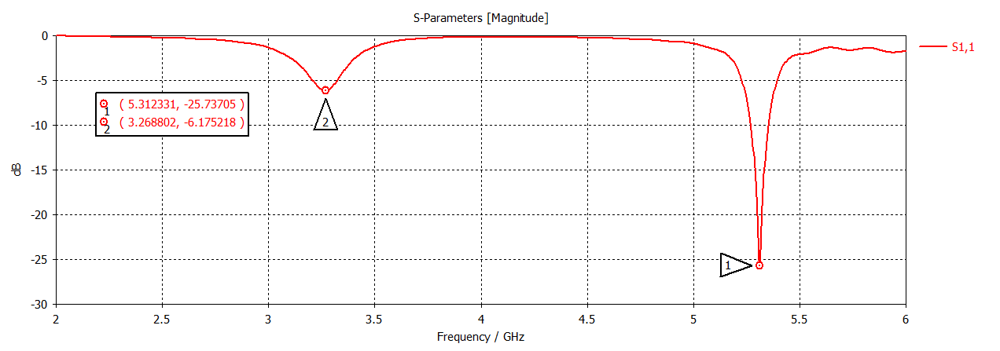 S-Parameters [Magnitude]
0
-5
-10
-15
-20
-25
-30
dB
S1,1
1 ( 5.312331, -25.73705 )
2 ( 3.268802, -6.175218 )
2
1
2 2.5 3 3.5 4 4.5 5 5.5 6
Frequency / GHz